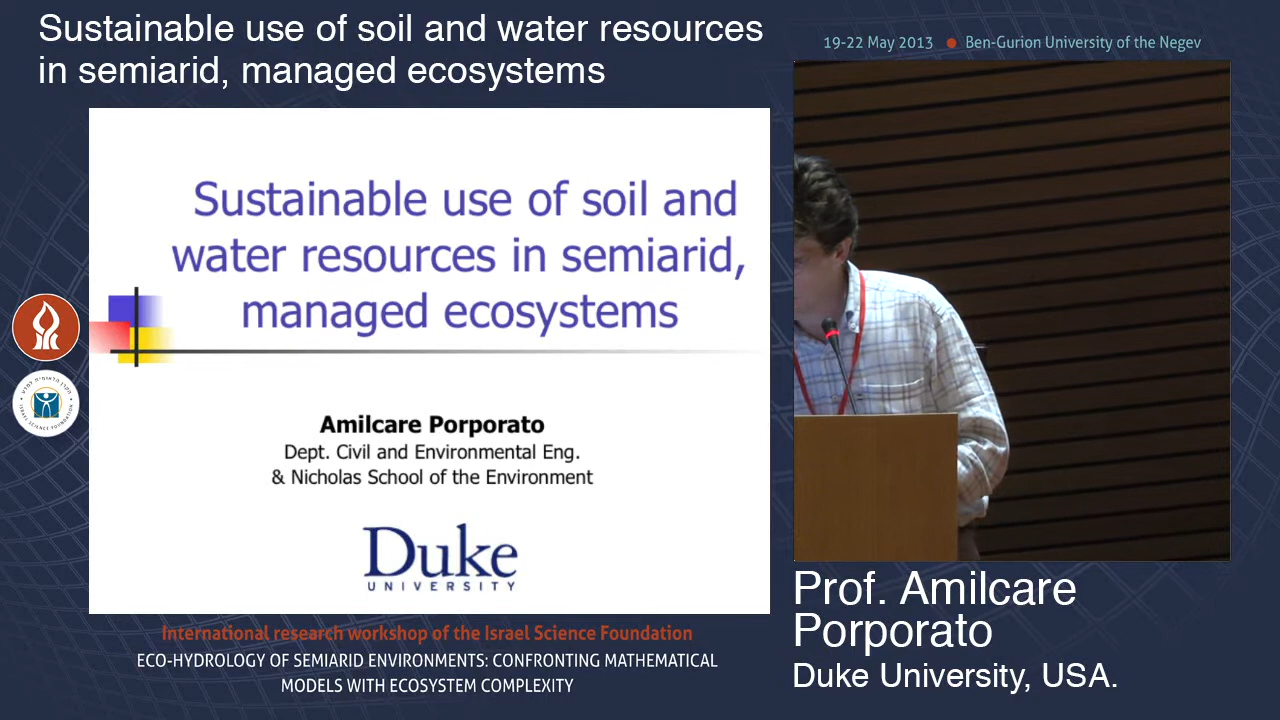 Sustainable use of soil and water resources
in semiarid, managed ecosystems
19-22 May 2013 ● Ben-Gurion University of the Negev
Sustainable use of soil and
water resources in semiarid,
managed ecosystems
Amilcare Porporato
Dept. Civil and Environmental Eng.
& Nicholas School of the Environment
Duke
UNIVERSITY
ISRAEL SCIENCE FOUNDATION
International research workshop of the Israel Science Foundation
ECO-HYDROLOGY OF SEMIARID ENVIRONMENTS: CONFRONTING MATHEMATICAL
MODELS WITH ECOSYSTEM COMPLEXITY
Prof. Amilcare
Porporato
Duke University, USA.